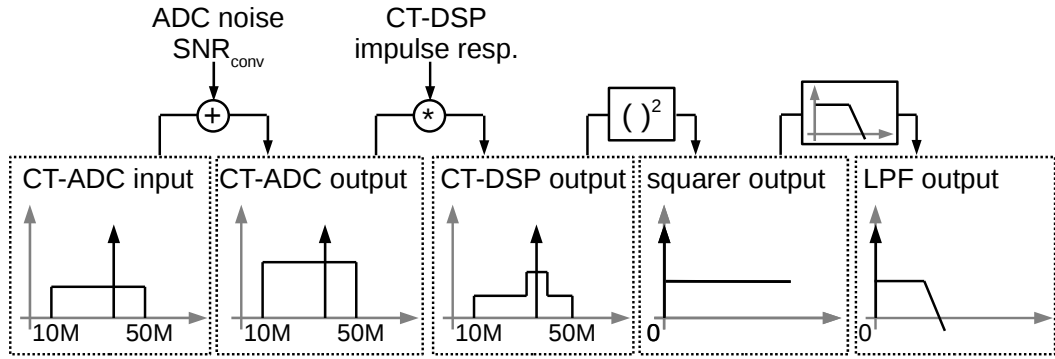 ADC noise
SNRconv
CT-DSP
impulse resp.
+
*
( )²
CT-ADC input
10M 50M
CT-ADC output
10M 50M
CT-DSP output
10M 50M
squarer output
0
LPF output
0